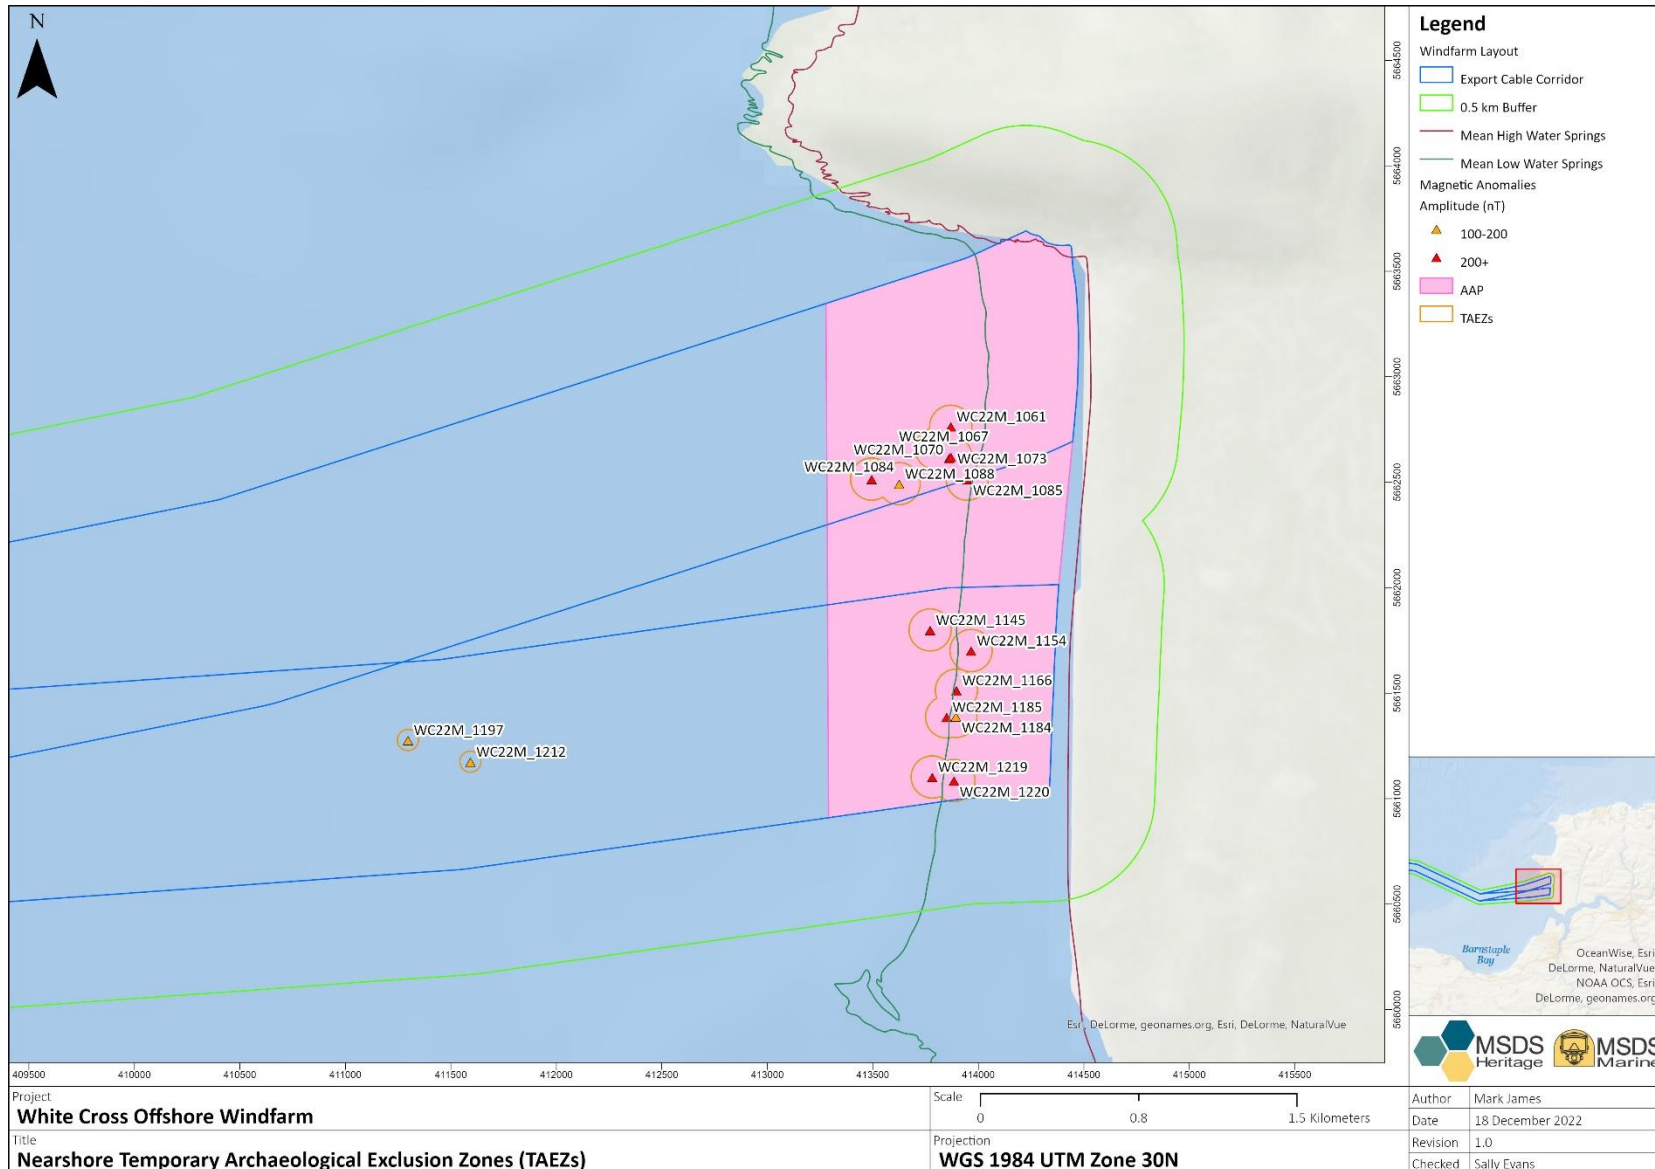 N
Legend
Windfarm Layout
Export Cable Corridor
0.5 km Buffer
Mean High Water Springs
Mean Low Water Springs
Magnetic Anomalies
Amplitude (nT)
100-200
200+
AAP
TAEZs
5664500
5664000
5663500
5663000
5662500
5662000
5661500
5661000
5660500
5660000
WC22M_1061
WC22M_1067
WC22M_1070
WC22M_1073
WC22M_1084
WC22M_1088
WC22M_1085
WC22M_1145
WC22M_1154
WC22M_1166
WC22M_1185
WC22M_1184
WC22M_1197
WC22M_1212
WC22M_1219
WC22M_1220
Esri, DeLorme, geonames.org, Esri, DeLorme, NaturalVue
409500 410000 410500 411000 411500 412000 412500 413000 413500 414000 414500 415000 415500
Barnstaple
Bay
OceanWise, Esri
DeLorme, NaturalVue
NOAA OCS, Esri
DeLorme, geonames.org
MSDS
Heritage
MSDS
Marine
Project
White Cross Offshore Windfarm
Scale
0 0.8 1.5 Kilometers
Title
Nearshore Temporary Archaeological Exclusion Zones (TAEZs)
Projection
WGS 1984 UTM Zone 30N
Author Mark James
Date 18 December 2022
Revision 1.0
Checked Sally Evans